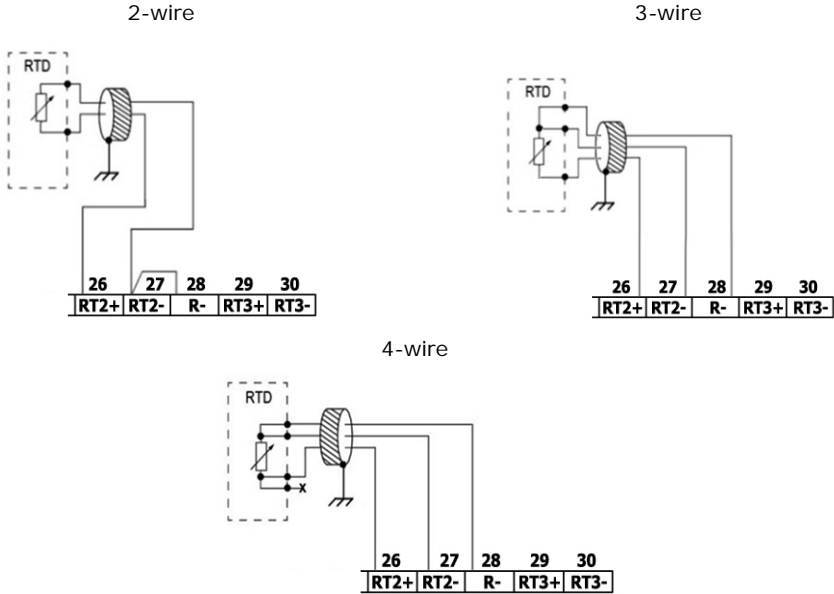 2-wire
RTD
26 27 28 29 30
RT2+ RT2- R- RT3+ RT3-
3-wire
RTD
26 27 28 29 30
RT2+ RT2- R- RT3+ RT3-
4-wire
RTD
x
26 27 28 29 30
RT2+ RT2- R- RT3+ RT3-